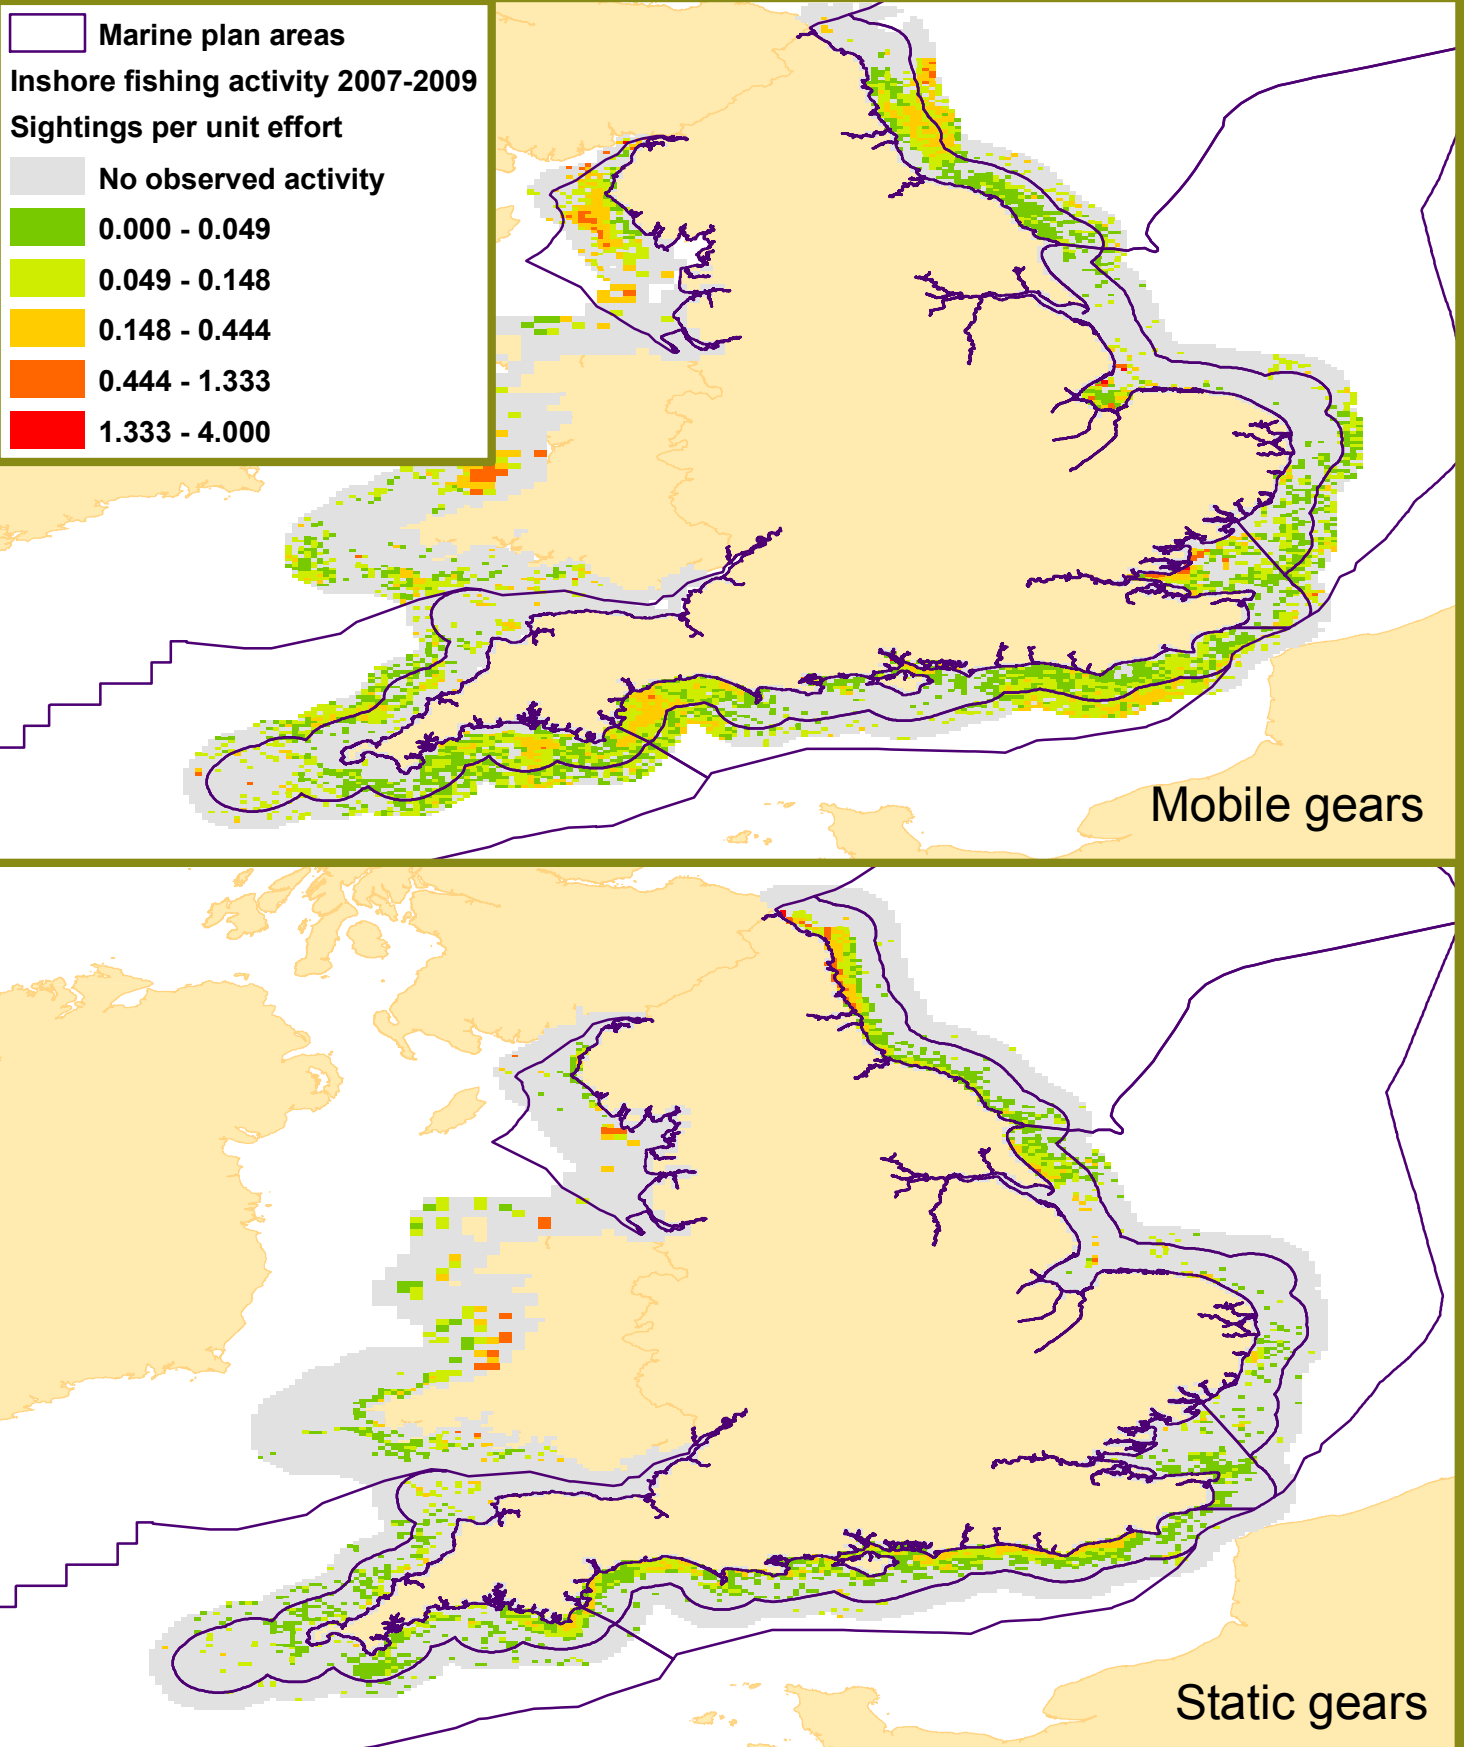 Marine plan areas
Inshore fishing activity 2007-2009
Sightings per unit effort
No observed activity
0.000 - 0.049
0.049 - 0.148
0.148 - 0.444
0.444 - 1.333
1.333 - 4.000
Mobile gears
Static gears